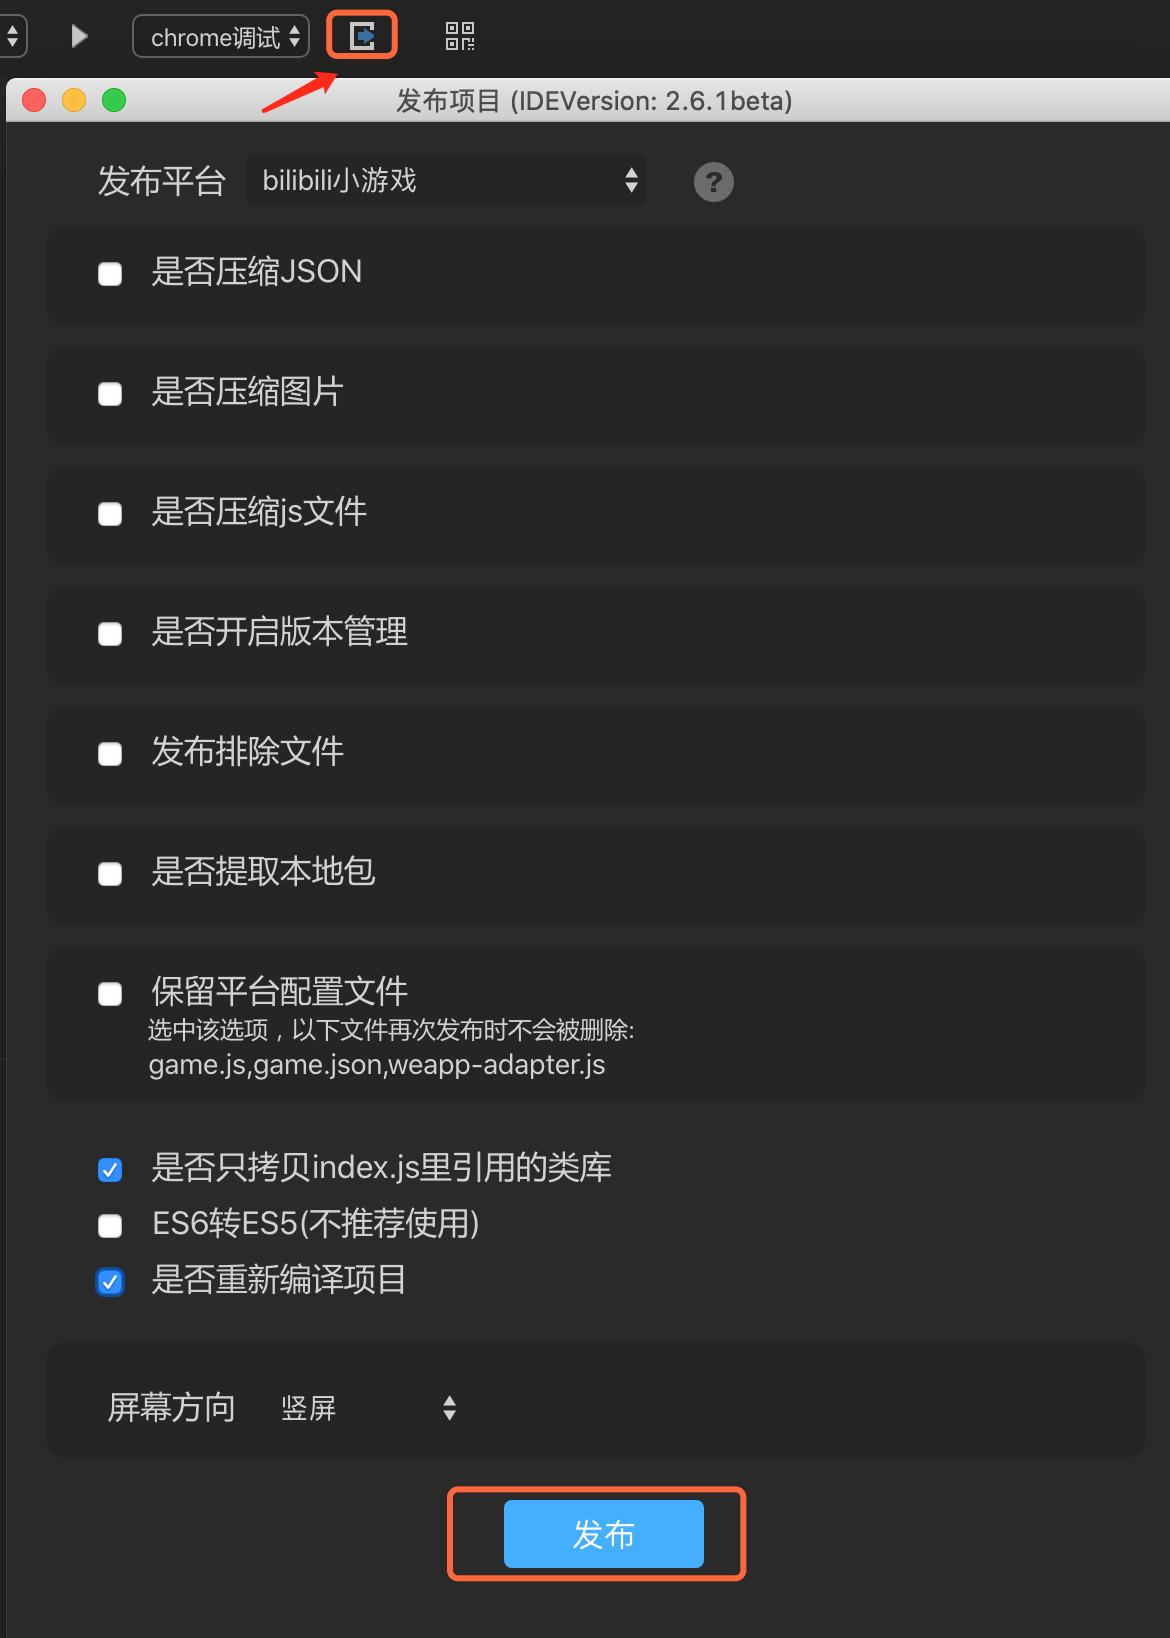 chrome调试
发布项目 (IDEVersion: 2.6.1beta)
发布平台 bilibili小游戏 ?
是否压缩JSON
是否压缩图片
是否压缩js文件
是否开启版本管理
发布排除文件
是否提取本地包
保留平台配置文件
选中该选项，以下文件再次发布时不会被删除:
game.js,game.json,weapp-adapter.js
是否只拷贝index.js里引用的类库
ES6转ES5(不推荐使用)
是否重新编译项目
屏幕方向 竖屏
发布